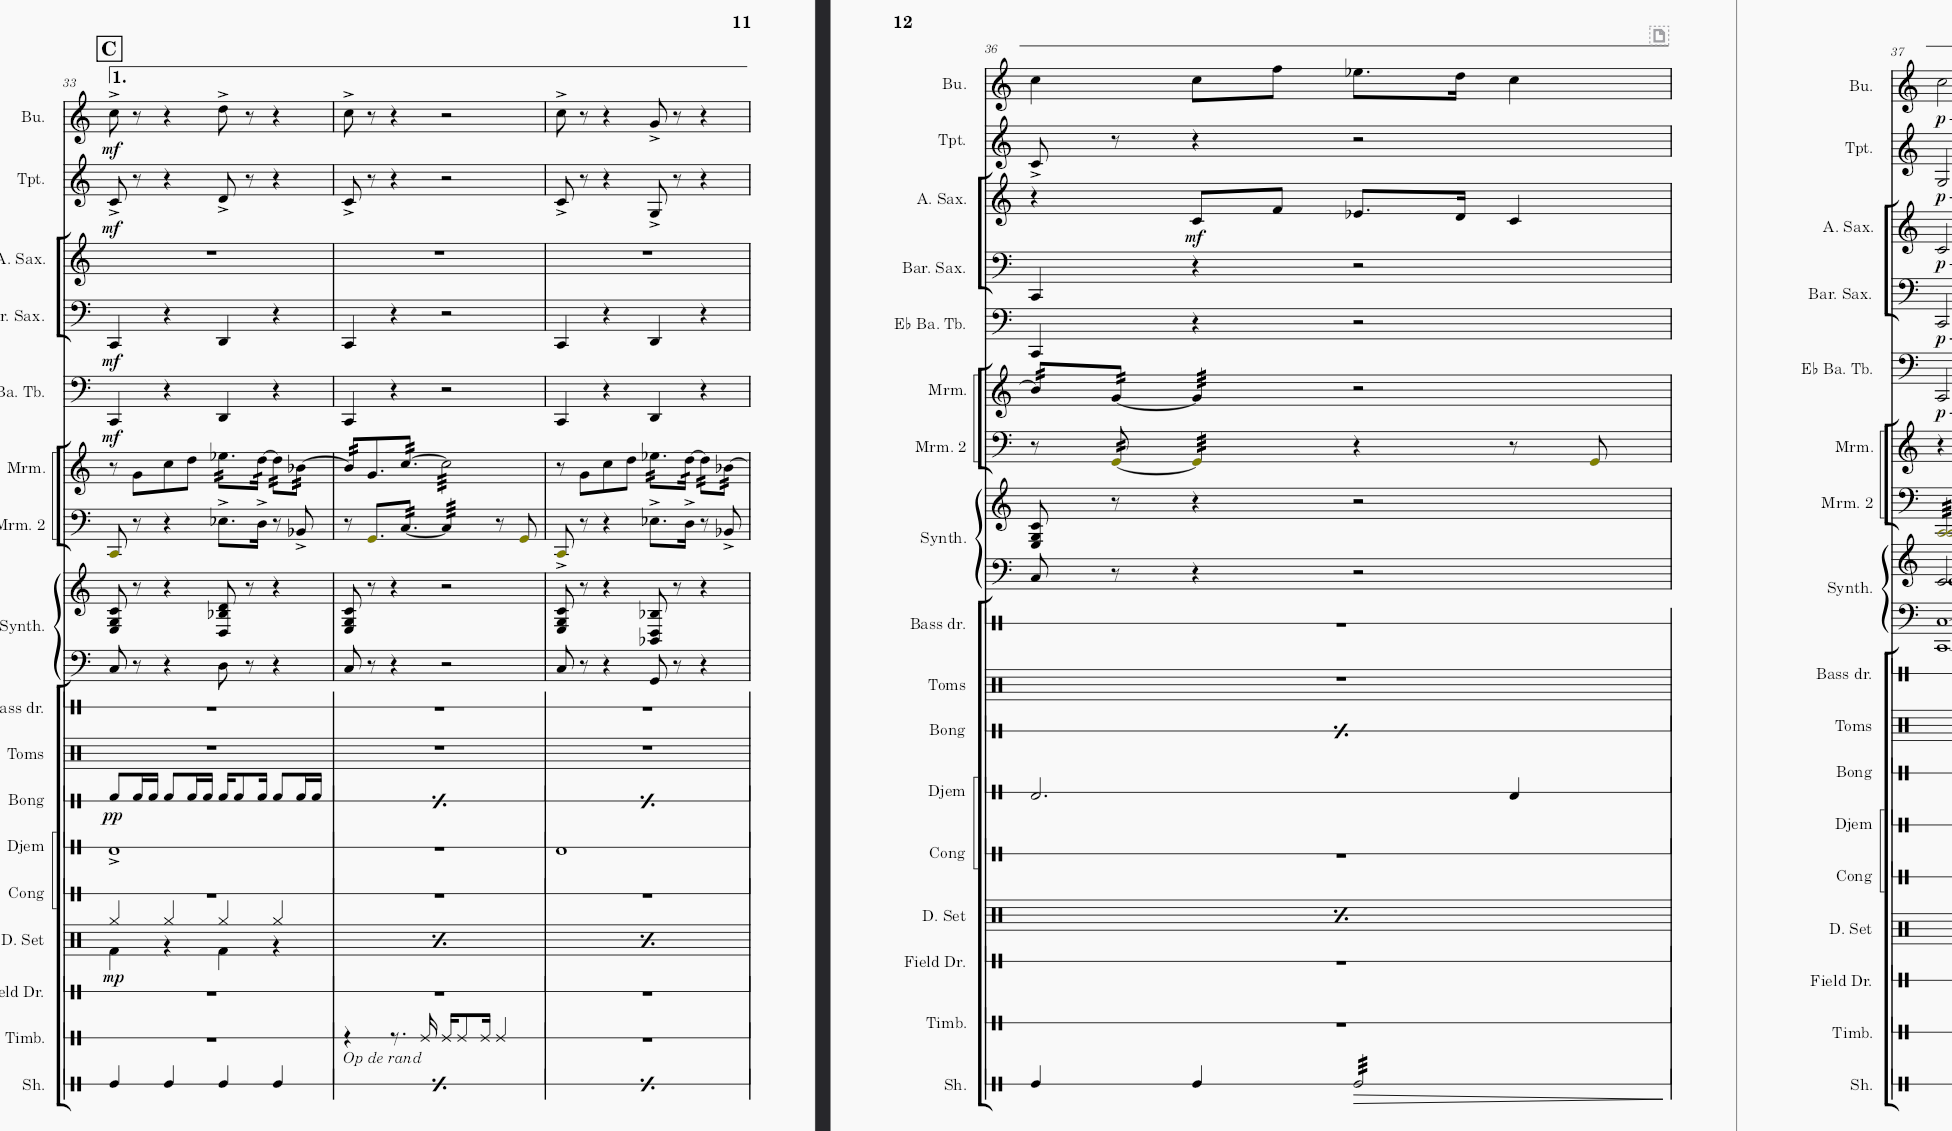 11
C
33
1.
Bu.
mf
Tpt.
mf
A. Sax.
r. Sax.
mf
Ba. Tb.
mf
Mrm.
Mrm. 2
Synth.
ass dr.
Toms
Bong
pp
Djem
Cong
D. Set
mp
eld Dr.
Timb.
Op de rand
Sh.
12
36
Bu.
Tpt.
A. Sax.
mf
Bar. Sax.
E♭ Ba. Tb.
Mrm.
Mrm. 2
Synth.
Bass dr.
Toms
Bong
Djem
Cong
D. Set
Field Dr.
Timb.
Sh.
37
Bu.
p
Tpt.
p
A. Sax.
p
Bar. Sax.
p
E♭ Ba. Tb.
p
Mrm.
Mrm. 2
Synth.
Bass dr.
Toms
Bong
Djem
Cong
D. Set
Field Dr.
Timb.
Sh.